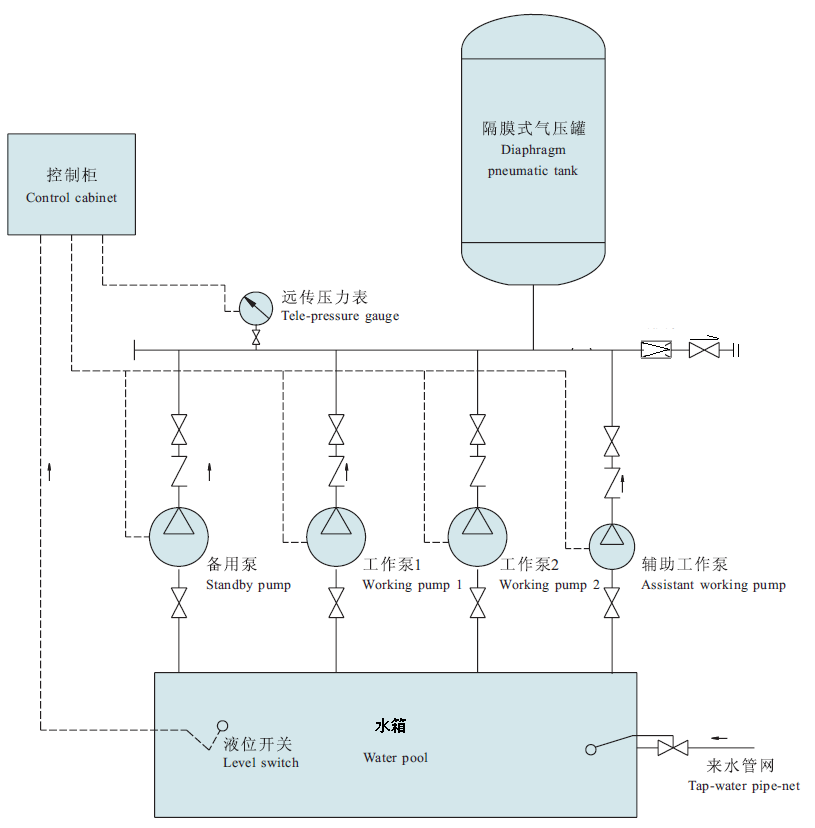 隔膜式气压罐
Diaphragm
pneumatic tank
控制柜
Control cabinet
远传压力表
Tele-pressure gauge
备用泵
Standby pump
工作泵1
Working pump 1
工作泵2
Working pump 2
辅助工作泵
Assistant working pump
水箱
Water pool
液位开关
Level switch
来水管网
Tap-water pipe-net